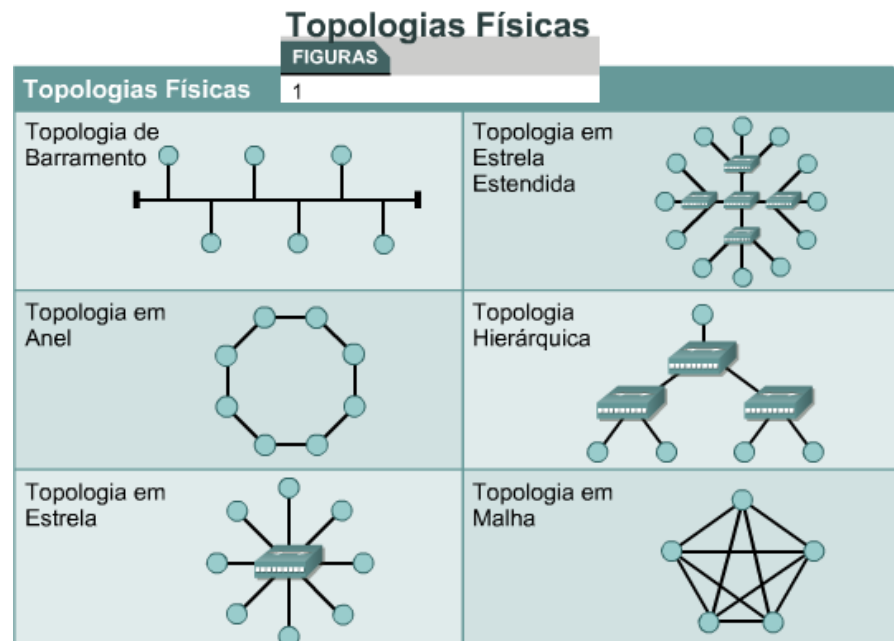 Topologias Físicas
FIGURAS
Topologias Físicas
1
Topologia de
Barramento
Topologia em
Estrela
Estendida
Topologia em
Anel
Topologia
Hierárquica
Topologia em
Estrela
Topologia em
Malha